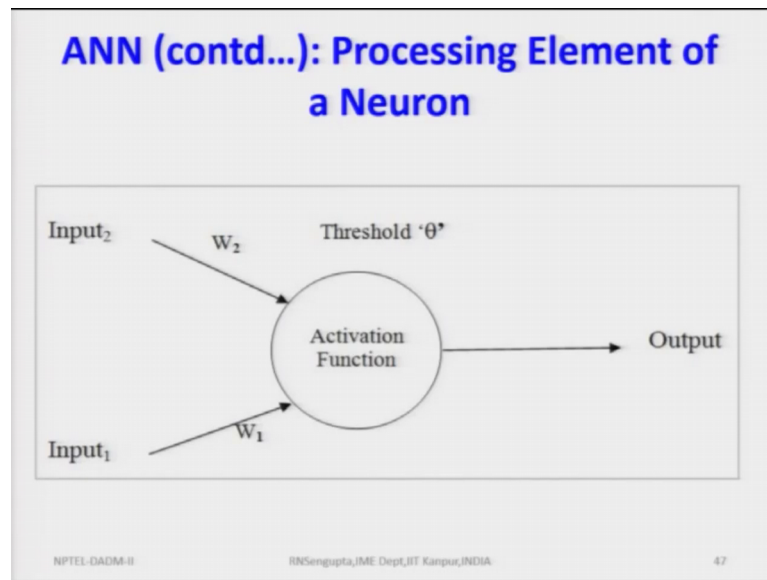 ANN (contd...): Processing Element of
a Neuron
Input₂
W₂
Threshold ‘θ’
Activation
Function
Output
W₁
Input₁
NPTEL-DADM-II
RNSengupta,IME Dept,IIT Kanpur,INDIA
47